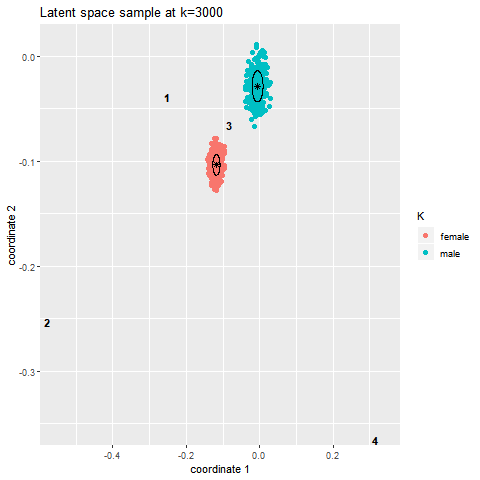 Latent space sample at k=3000
0.0
1
3
-0.1
coordinate 2
-0.2
2
-0.3
4
-0.4
-0.2
0.0
0.2
coordinate 1
K
female
male